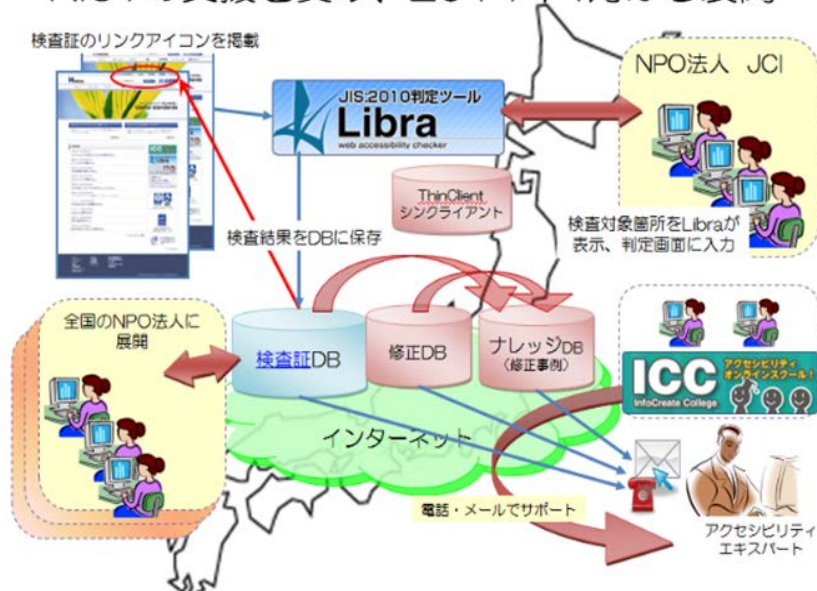 検査証のリンクアイコンを掲載
JIS:2010判定ツール
Libra
web accessibility checker
NPO法人 JCI
ThinClient
シンクライアント
検査対象箇所をLibraが
表示、判定画面に入力
検査結果をDBに保存
全国のNPO法人に
展開
検査証DB
修正DB
ナレッジDB
（修正事例）
アクセシビリティ
オンラインスクール！
ICC
InfoCreate College
インターネット
電話・メールでサポート
アクセシビリティ
エキスパート